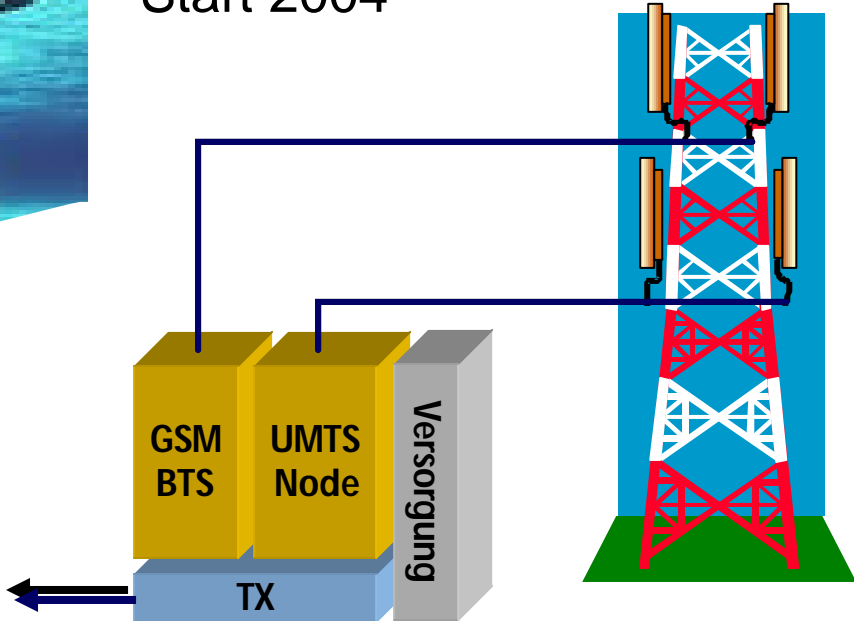 Start 2004
GSM
BTS
UMTS
Node
Versorgung
TX